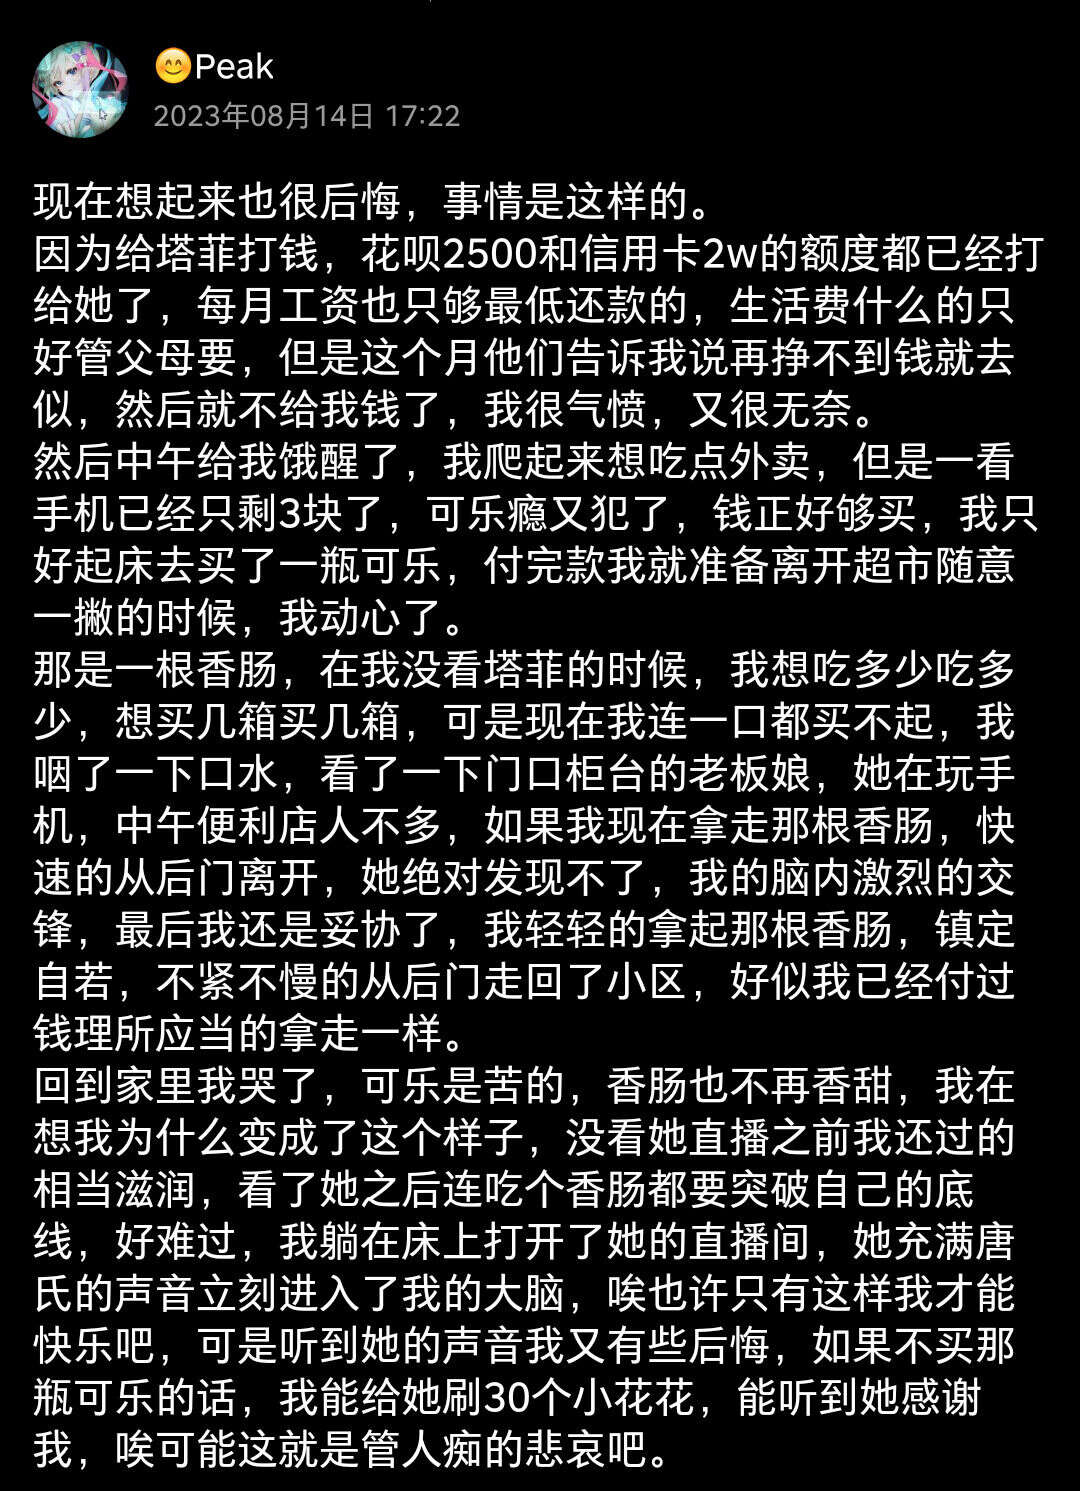 😊Peak
2023年08月14日 17:22
现在想起来也很后悔，事情是这样的。
因为给塔菲打钱，花呗2500和信用卡2w的额度都已经打
给她了，每月工资也只够最低还款的，生活费什么的只
好管父母要，但是这个月他们告诉我说再挣不到钱就去
似，然后就不给我钱了，我很气愤，又很无奈。
然后中午给我饿醒了，我爬起来想吃点外卖，但是一看
手机已经只剩3块了，可乐瘾又犯了，钱正好够买，我只
好起床去买了一瓶可乐，付完款我就准备离开超市随意
一撇的时候，我动心了。
那是一根香肠，在我没看塔菲的时候，我想吃多少吃多
少，想买几箱买几箱，可是现在我连一口都买不起，我
咽了一下口水，看了一下门口柜台的老板娘，她在玩手
机，中午便利店人不多，如果我现在拿走那根香肠，快
速的从后门离开，她绝对发现不了，我的脑内激烈的交
锋，最后我还是妥协了，我轻轻的拿起那根香肠，镇定
自若，不紧不慢的从后门走回了小区，好似我已经付过
钱理所应当的拿走一样。
回到家里我哭了，可乐是苦的，香肠也不再香甜，我在
想我为什么变成了这个样子，没看她直播之前我还过的
相当滋润，看了她之后连吃个香肠都要突破自己的底
线，好难过，我躺在床上打开了她的直播间，她充满唐
氏的声音立刻进入了我的大脑，唉也许只有这样我才能
快乐吧，可是听到她的声音我又有些后悔，如果不买那
瓶可乐的话，我能给她刷30个小花花，能听到她感谢
我，唉可能这就是管人痴的悲哀吧。